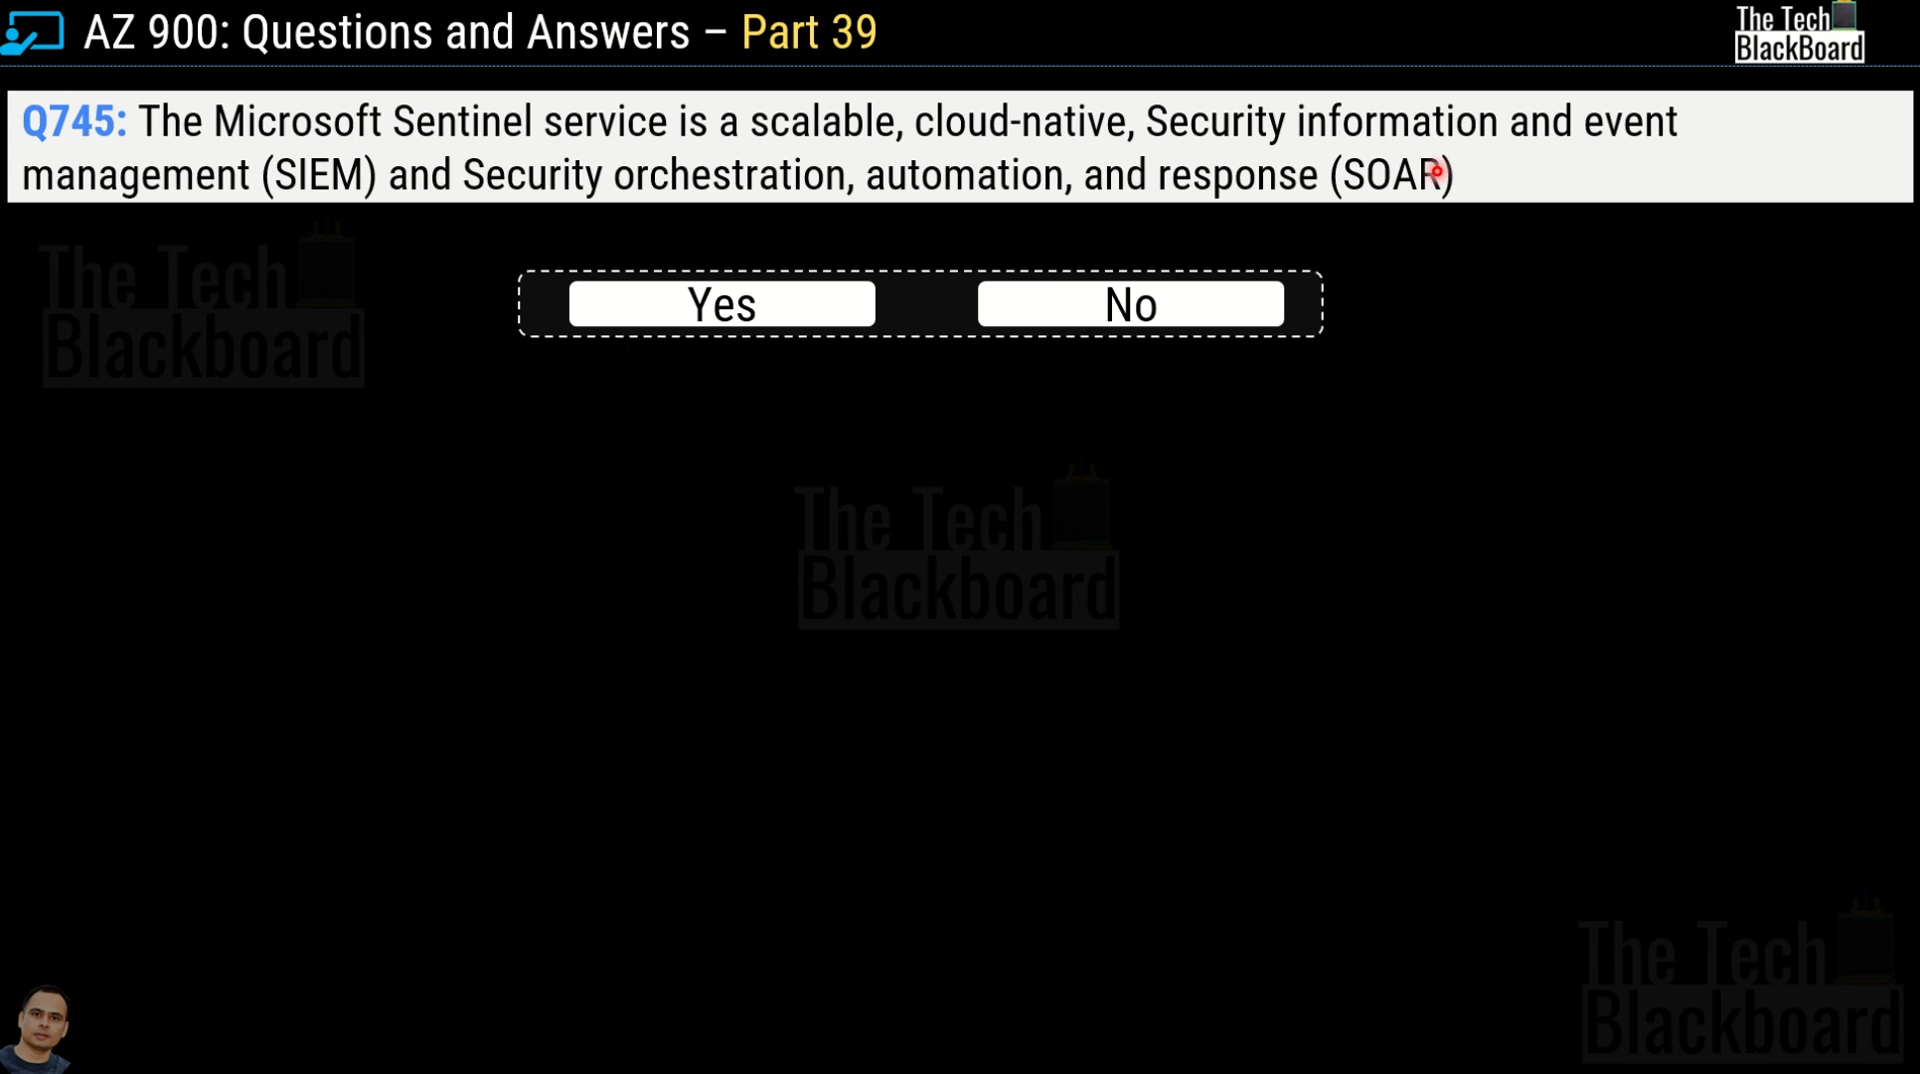 AZ 900: Questions and Answers – Part 39
The Tech
BlackBoard
Q745: The Microsoft Sentinel service is a scalable, cloud-native, Security information and event
management (SIEM) and Security orchestration, automation, and response (SOAR)
The Tech
Blackboard
Yes No
The Tech
Blackboard
The Tech
Blackboard